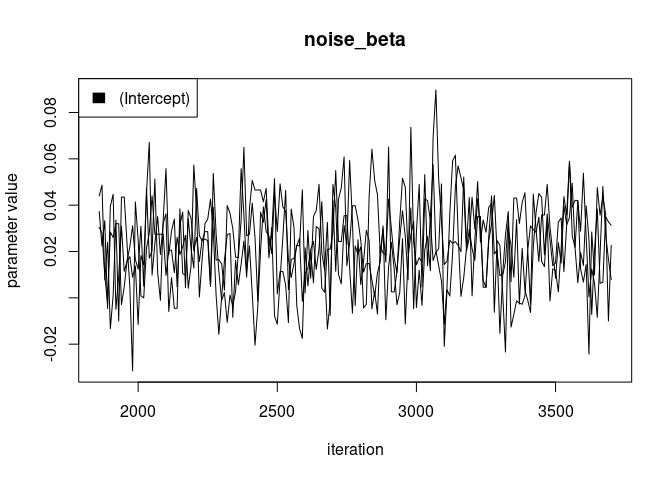 noise_beta
(Intercept)
parameter value
0.08
0.06
0.04
0.02
-0.02
2000 2500 3000 3500
iteration